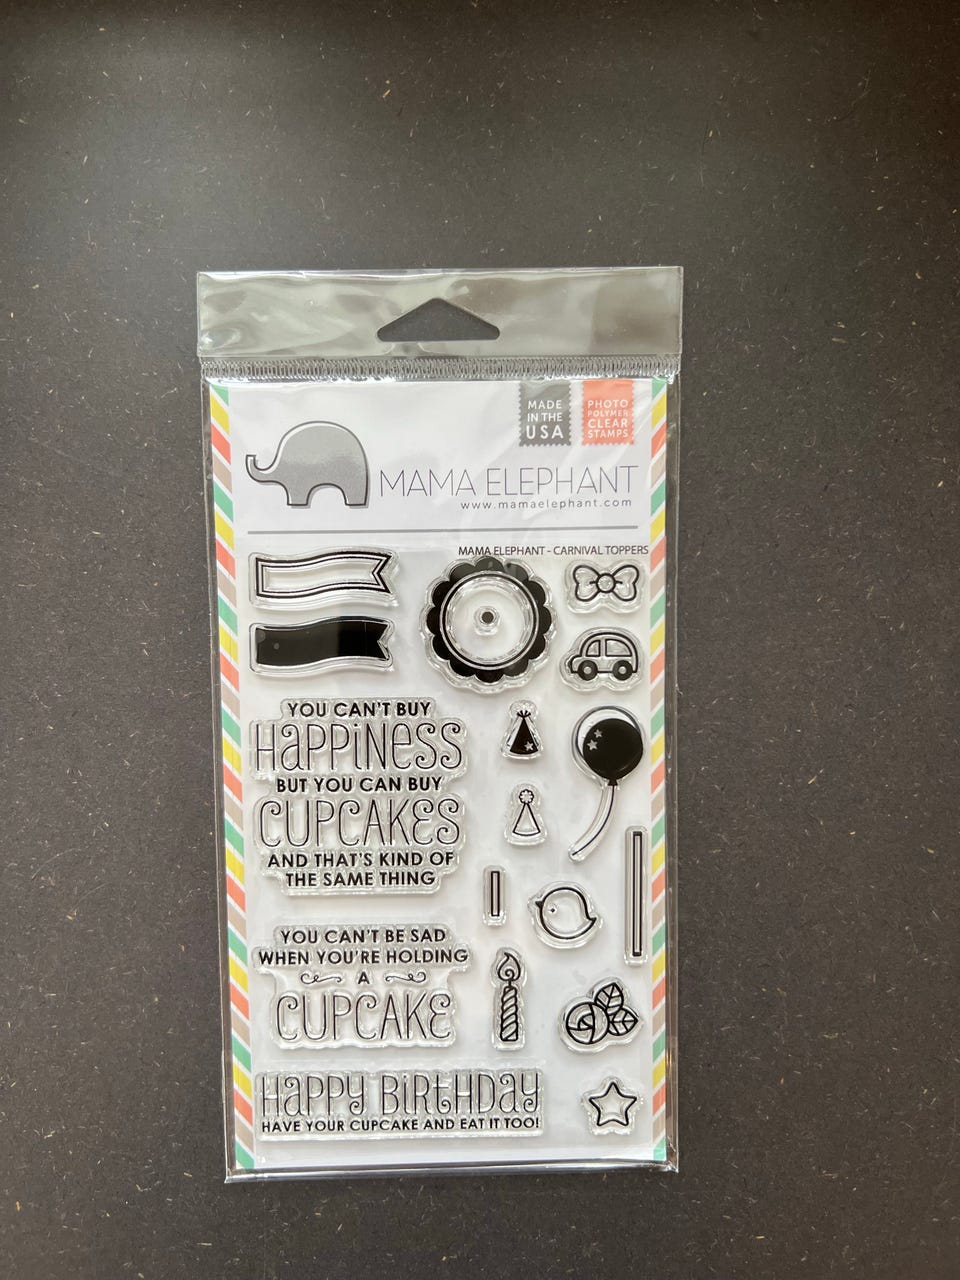 MADE
IN THE
USA
PHOTO
POLYMER
CLEAR
STAMPS
MAMA ELEPHANT
www.mamaelephant.com
MAMA ELEPHANT - CARNIVAL TOPPERS
YOU CAN'T BUY
HAPPiNESS
BUT YOU CAN BUY
CUPCAKES
AND THAT'S KIND OF
THE SAME THING
YOU CAN'T BE SAD
WHEN YOU'RE HOLDING
A
CUPCAKE
HAPPY BiRTHDAY
HAVE YOUR CUPCAKE AND EAT IT TOO!